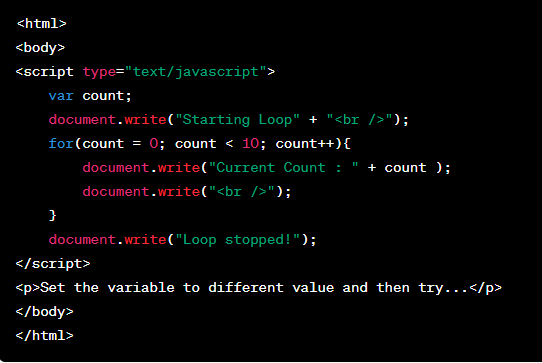 <html>
<body>
<script type="text/javascript">
    var count;
    document.write("Starting Loop" + "<br />");
    for(count = 0; count < 10; count++){
        document.write("Current Count : " + count );
        document.write("<br />");
    }
    document.write("Loop stopped!");
</script>
<p>Set the variable to different value and then try...</p>
</body>
</html>